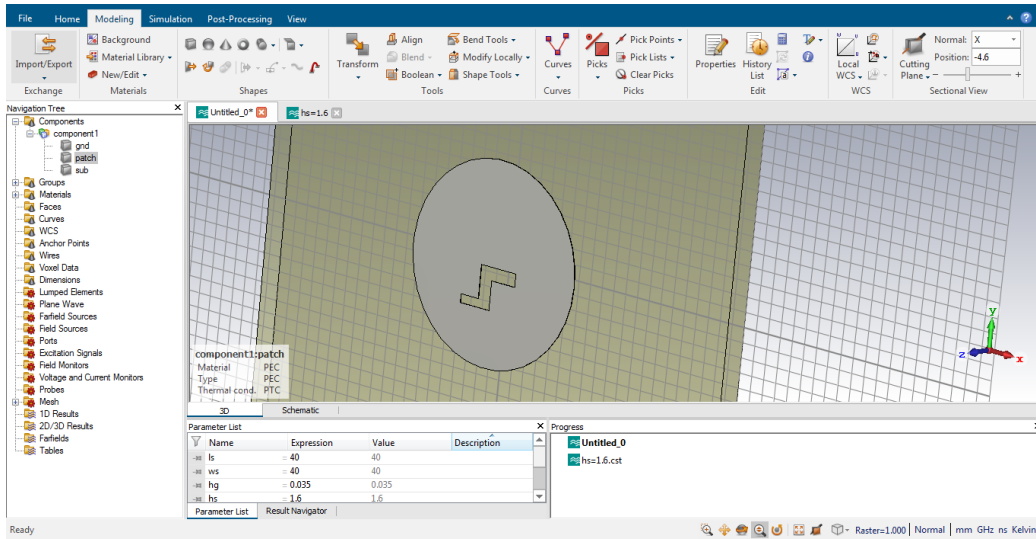 File Home Modeling Simulation Post-Processing View
Import/Export
Exchange
Background
Material Library
New/Edit
Materials
Shapes
Transform
Align
Blend
Boolean
Bend Tools
Modify Locally
Shape Tools
Tools
Curves
Curves
Picks
Pick Points
Pick Lists
Clear Picks
Picks
Properties
History List
Edit
Local WCS
u
WCS
Cutting Plane
Normal: X
Position: -4.6
Sectional View
Navigation Tree
Components
component1
gnd
patch
sub
Groups
Materials
Faces
Curves
WCS
Anchor Points
Wires
Voxel Data
Dimensions
Lumped Elements
Plane Wave
Farfield Sources
Field Sources
Ports
Excitation Signals
Field Monitors
Voltage and Current Monitors
Probes
Mesh
1D Results
2D/3D Results
Farfields
Tables
Untitled_0*
hs=1.6
component1:patch
Material PEC
Type PEC
Thermal cond. PTC
y
z
x
3D Schematic
Parameter List
Name Expression Value Description
ls = 40 40
ws = 40 40
hg = 0.035 0.035
hs = 1.6 1.6
Parameter List Result Navigator
Progress
Untitled_0
hs=1.6.cst
Ready
Raster=1.000 Normal mm GHz ns Kelvin